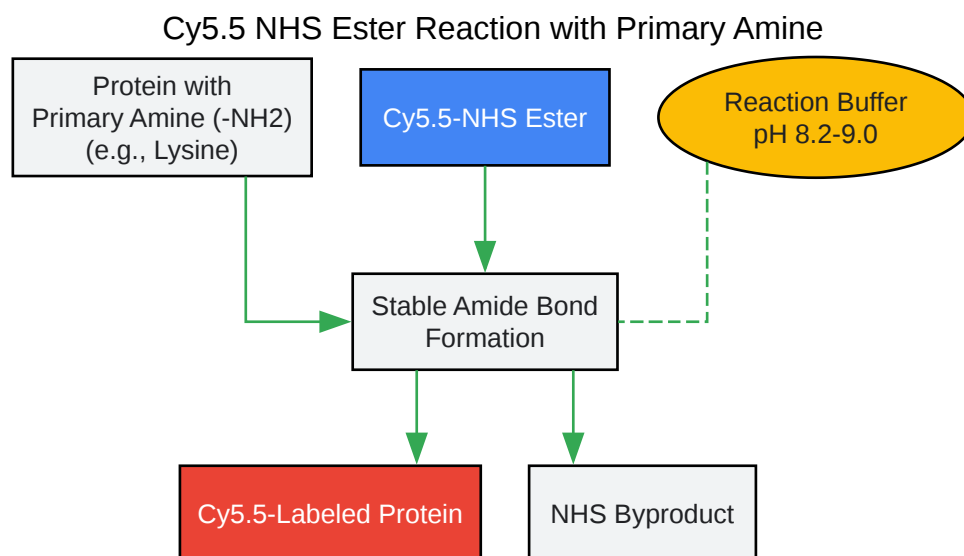 Cy5.5 NHS Ester Reaction with Primary Amine
Protein with
Primary Amine (-NH2)
(e.g., Lysine)
Cy5.5-NHS Ester
Reaction Buffer
pH 8.2-9.0
Stable Amide Bond
Formation
Cy5.5-Labeled Protein
NHS Byproduct